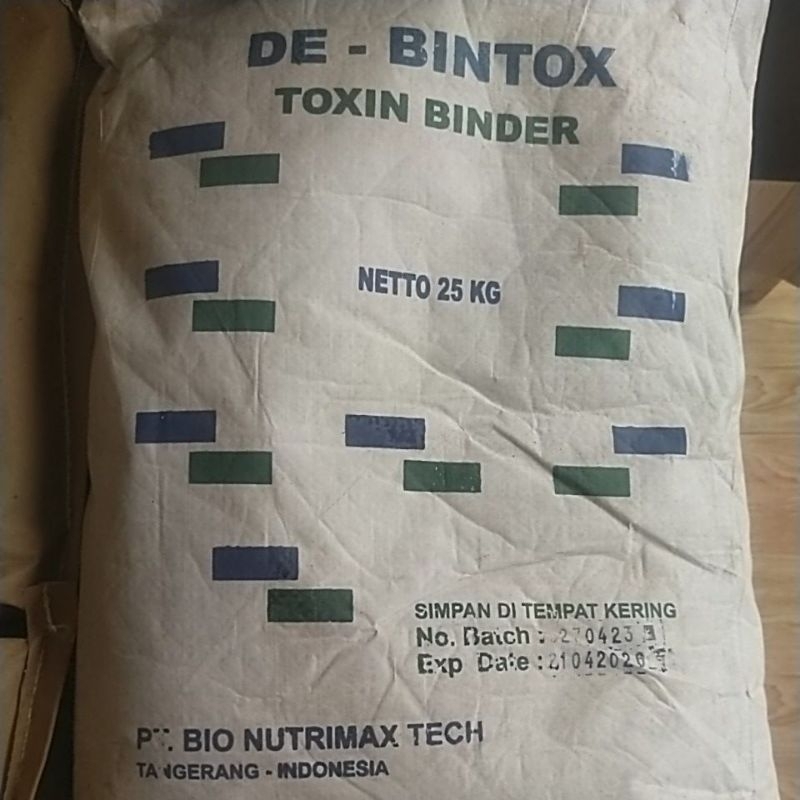 DE - BINTOX
TOXIN BINDER
NETTO 25 KG
SIMPAN DI TEMPAT KERING
No. Batch :
Exp Date :
PT. BIO NUTRIMAX TECH
TANGERANG - INDONESIA